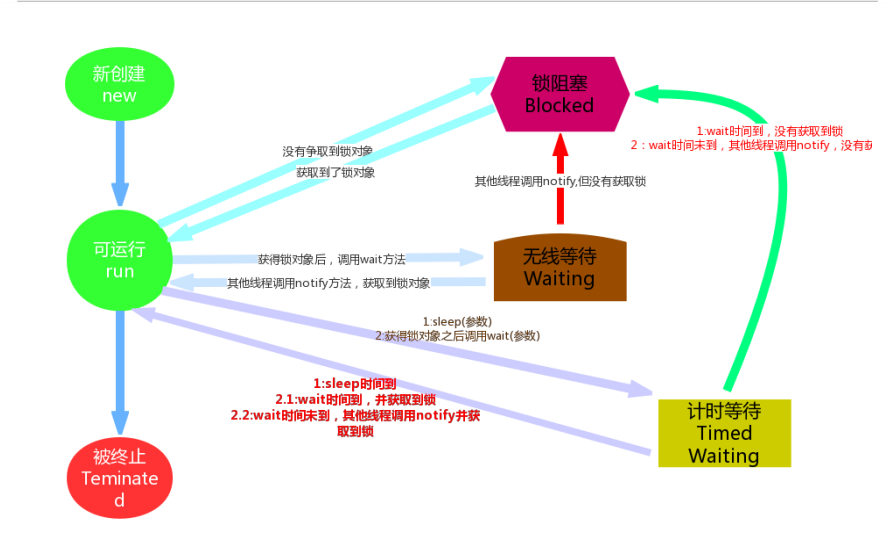 新创建
new
锁阻塞
Blocked
1:wait时间到，没有获取到锁
2：wait时间未到，其他线程调用notify，没有获
没有争取到锁对象
获取到了锁对象
其他线程调用notify,但没有获取锁
可运行
run
获得锁对象后，调用wait方法
其他线程调用notify方法，获取到锁对象
无线等待
Waiting
1:sleep(参数)
2:获得锁对象之后调用wait(参数)
1:sleep时间到
2.1:wait时间到，并获取到锁
2.2:wait时间未到，其他线程调用notify并获
取到锁
计时等待
Timed
Waiting
被终止
Teminate
d